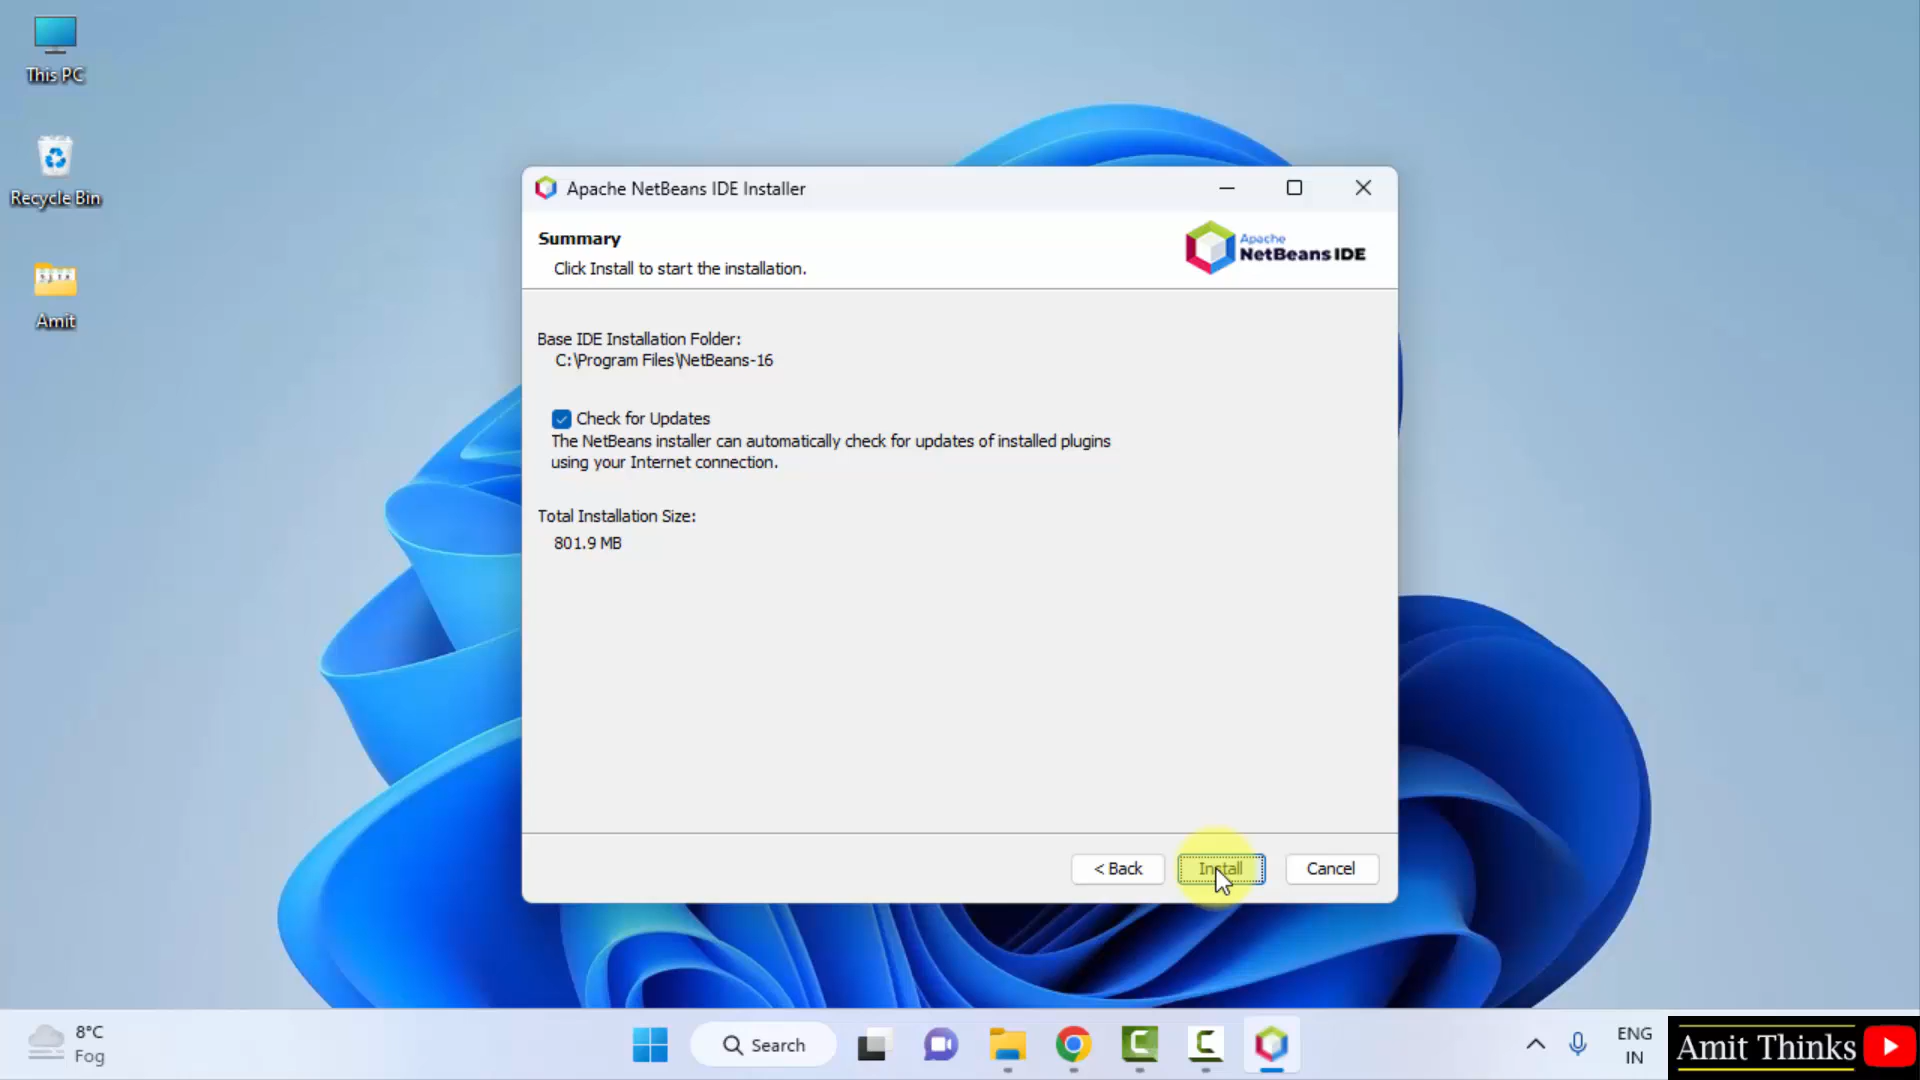 This PC
Recycle Bin
Amit
Apache NetBeans IDE Installer
Summary
Click Install to start the installation.
Apache
NetBeans IDE
Base IDE Installation Folder:
C:\Program Files\NetBeans-16
Check for Updates
The NetBeans installer can automatically check for updates of installed plugins
using your Internet connection.
Total Installation Size:
801.9 MB
< Back
Install
Cancel
8°C
Fog
Search
ENG
IN
Amit Thinks